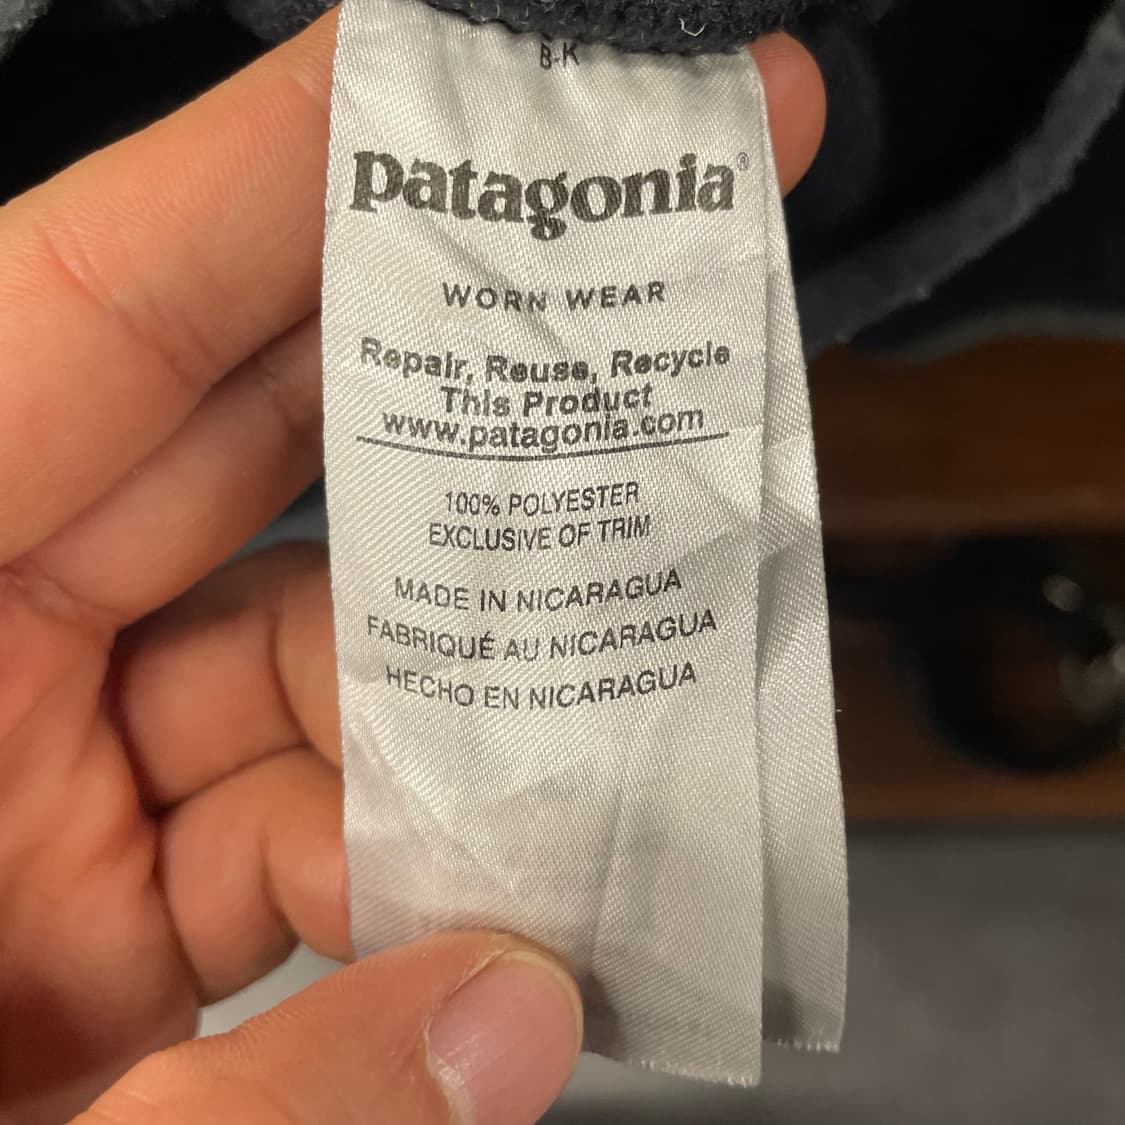 B-K
patagonia®
WORN WEAR
Repair, Reuse, Recycle
This Product
www.patagonia.com
100% POLYESTER
EXCLUSIVE OF TRIM
MADE IN NICARAGUA
FABRIQUÉ AU NICARAGUA
HECHO EN NICARAGUA